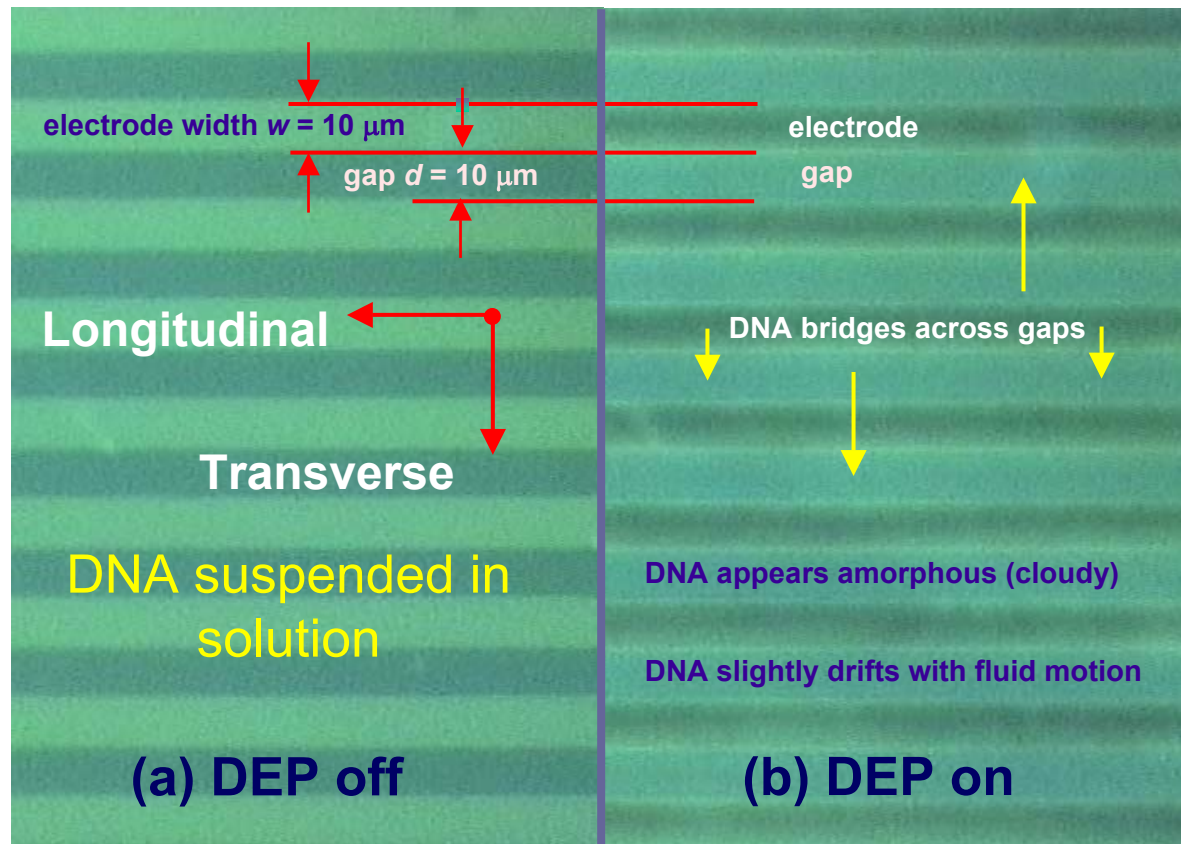 electrode width w = 10 μm
gap d = 10 μm
Longitudinal
Transverse
DNA suspended in
solution
(a) DEP off
electrode
gap
DNA bridges across gaps
DNA appears amorphous (cloudy)
DNA slightly drifts with fluid motion
(b) DEP on